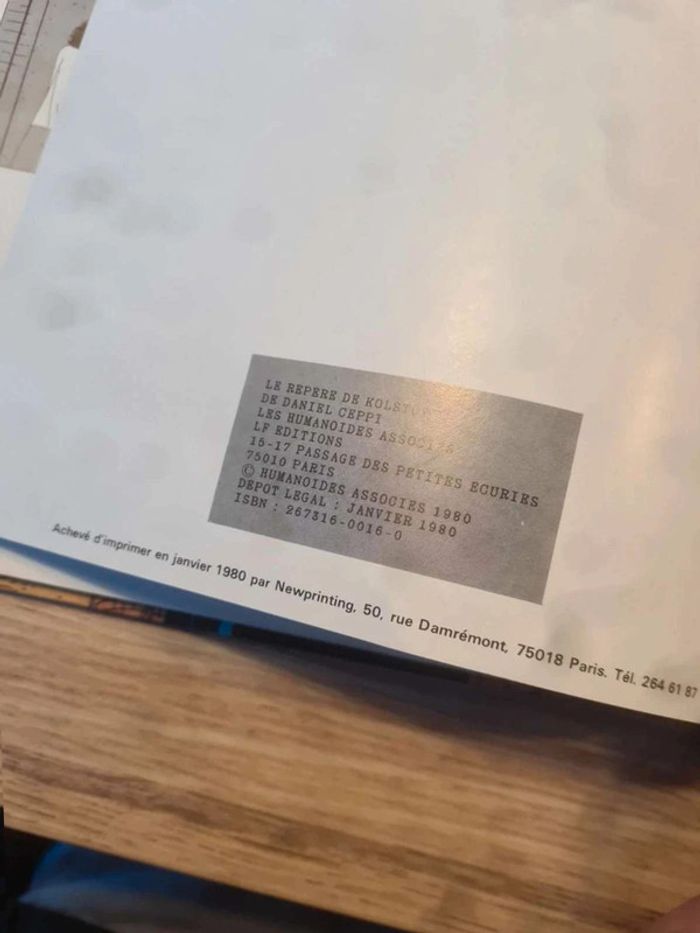 LE REPERE DE
DE DANIEL CEPPI
LES HUMANOIDES
LF EDITIONS
15-17 PASSAGE DES PETITES ECURIES
75010 PARIS
© HUMANOIDES ASSOCIES 1980
DEPOT LEGAL : JANVIER 1980
ISBN : 267316-0016-0
Achevé d'imprimer en janvier 1980 par Newprinting, 50, rue Damrémont, 75018 Paris. Tél. 264 61 87